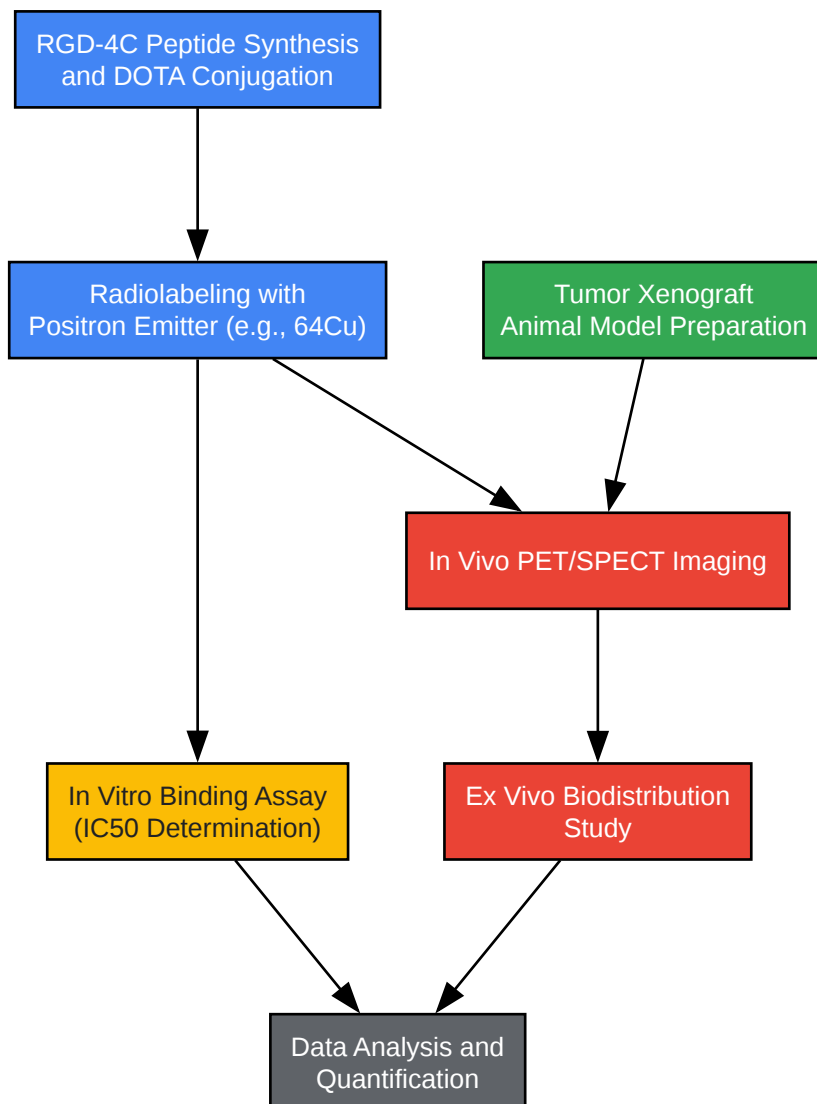 RGD-4C Peptide Synthesis
and DOTA Conjugation
Radiolabeling with
Positron Emitter (e.g., 64Cu)
Tumor Xenograft
Animal Model Preparation
In Vivo PET/SPECT Imaging
In Vitro Binding Assay
(IC50 Determination)
Ex Vivo Biodistribution
Study
Data Analysis and
Quantification